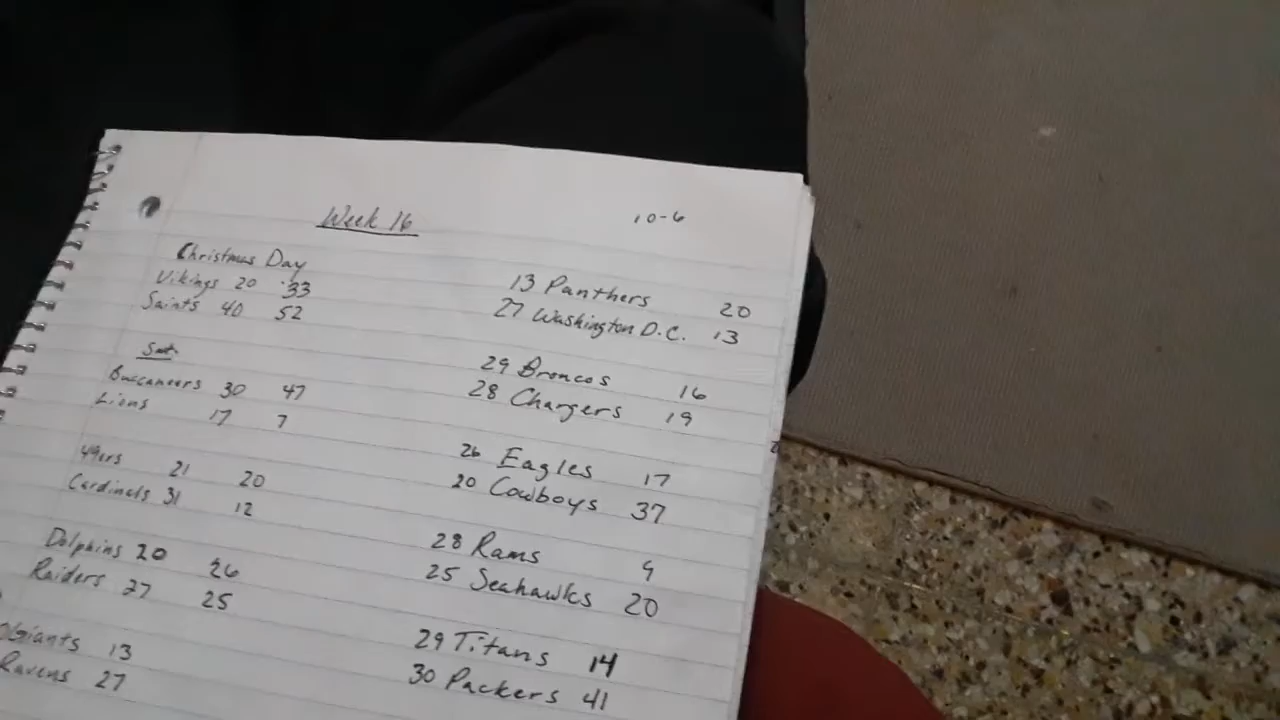 Week 16
10-6
Christmas Day
Vikings 20 33
Saints 40 52
Sat.
Buccaneers 30 47
Lions 17 7
49ers 21 20
Cardinals 31 12
Dolphins 20 26
Raiders 27 25
Giants 13
Ravens 27
13 Panthers 20
27 Washington D.C. 13
29 Broncos 16
28 Chargers 19
26 Eagles 17
20 Cowboys 37
28 Rams 9
25 Seahawks 20
29 Titans 14
30 Packers 41